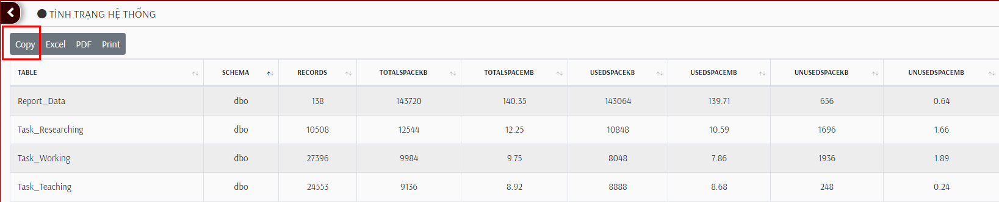 TÌNH TRẠNG HỆ THỐNG
Copy Excel PDF Print
TABLE SCHEMA RECORDS TOTALSPACEKB TOTALSPACEMB USEDSPACEKB USEDSPACEMB UNUSEDSPACEKB UNUSEDSPACEMB
Report_Data dbo 138 143720 140.35 143064 139.71 656 0.64
Task_Researching dbo 10508 12544 12.25 10848 10.59 1696 1.66
Task_Working dbo 27396 9984 9.75 8048 7.86 1936 1.89
Task_Teaching dbo 24553 9136 8.92 8888 8.68 248 0.24